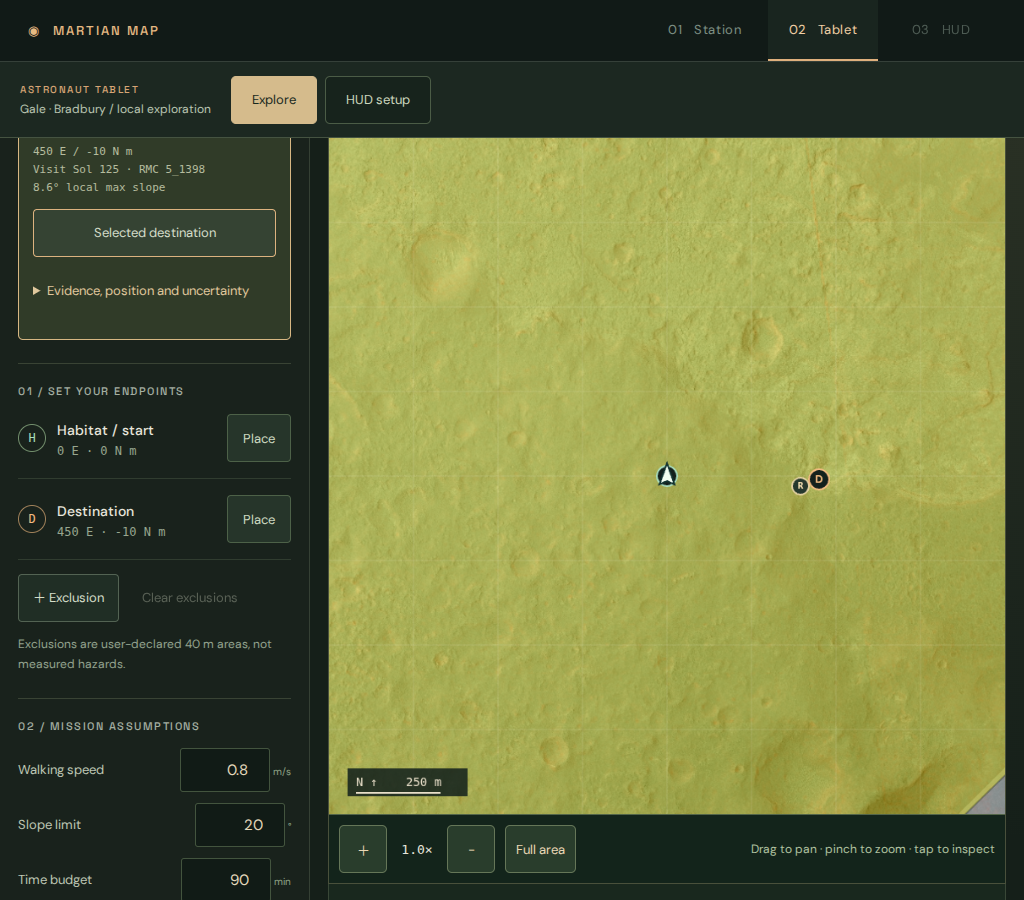 MARTIAN MAP
01 Station
02 Tablet
03 HUD
ASTRONAUT TABLET
Gale · Bradbury / local exploration
Explore
HUD setup
450 E / -10 N m
Visit Sol 125 · RMC 5_1398
8.6° local max slope
Selected destination
Evidence, position and uncertainty
01 / SET YOUR ENDPOINTS
H
Habitat / start
0 E · 0 N m
Place
D
Destination
450 E · -10 N m
Place
+ Exclusion
Clear exclusions
Exclusions are user-declared 40 m areas, not
measured hazards.
02 / MISSION ASSUMPTIONS
Walking speed
0.8 m/s
Slope limit
20 °
Time budget
90 min
R
D
N ↑ 250 m
+
1.0×
-
Full area
Drag to pan · pinch to zoom · tap to inspect